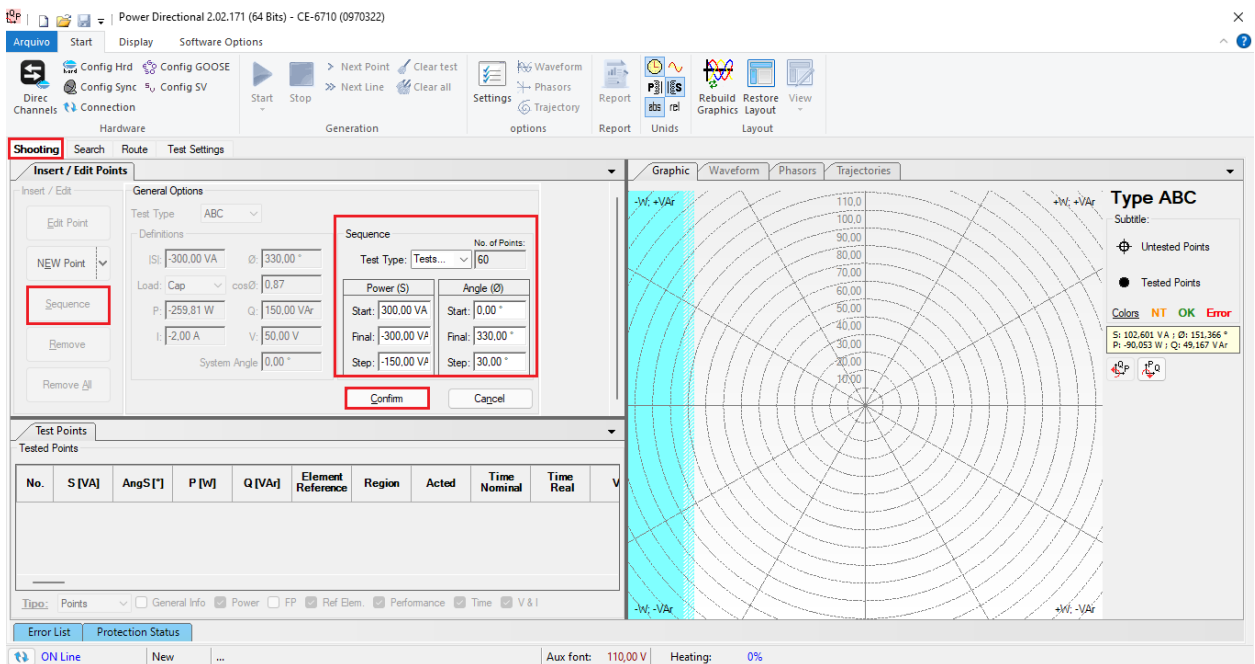 Power Directional 2.02.171 (64 Bits) - CE-6710 (0970322)
Arquivo Start Display Software Options
Direc Channels
Config Hrd Config GOOSE
Config Sync Config SV
Connection
Hardware
Start Stop
Next Point Clear test
Next Line Clear all
Generation
Settings
Waveform
Phasors
Trajectory
options
Report
Report
abs rel
Unids
Rebuild Graphics
Restore Layout
View
Layout
Shooting Search Route Test Settings
Insert / Edit Points
Insert / Edit
Edit Point
NEW Point
Sequence
Remove
Remove All
General Options
Test Type ABC
Definitions
|S|: -300,00 VA Ø: 330,00 °
Load: Cap cosØ: 0,87
P: -259,81 W Q: 150,00 VAr
I: -2,00 A V: 50,00 V
System Angle 0,00 °
Sequence
No. of Points:
Test Type: Tests... 60
Power (S) Angle (Ø)
Start: 300,00 VA Start: 0,00 °
Final: -300,00 VA Final: 330,00 °
Step: -150,00 VA Step: 30,00 °
Confirm Cancel
Test Points
Tested Points
No. S [VA] AngS [°] P [W] Q [VAr] Element Reference Region Acted Time Nominal Time Real V
Tipo: Points General Info Power FP Ref Elem. Performance Time V & I
Graphic Waveform Phasors Trajectories
-W; +VAr +W; +VAr
110,0
100,0
90,00
80,00
70,00
60,00
50,00
40,00
30,00
20,00
10,00
-W; -VAr +W; -VAr
Type ABC
Subtitle:
Untested Points
Tested Points
Colors NT OK Error
S: 102,601 VA ; Ø: 151,366 °
P: -90,053 W ; Q: 49,167 VAr
Error List Protection Status
ON Line New ... Aux font: 110,00 V Heating: 0%